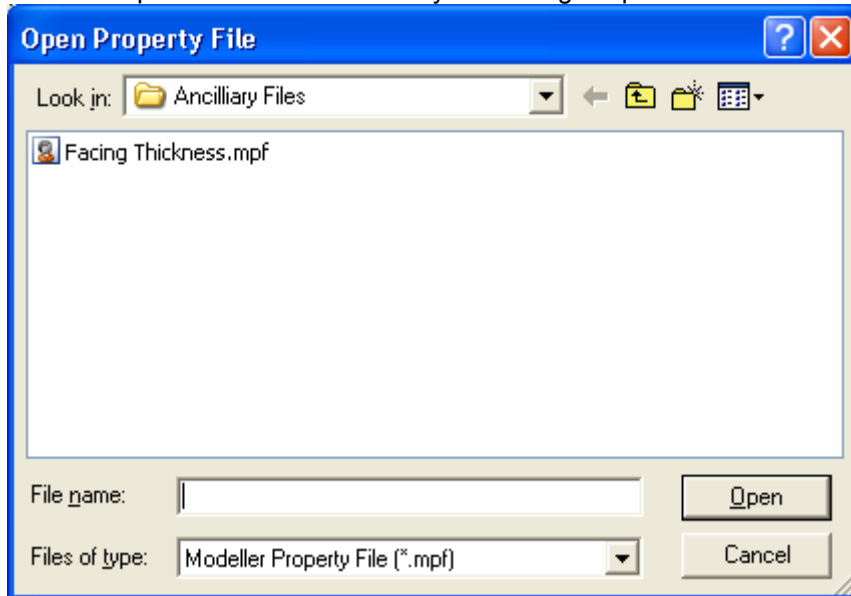 Open Property File
Look in: Ancilliary Files
Facing Thickness.mpf
File name:
Open
Files of type: Modeller Property File (*.mpf)
Cancel